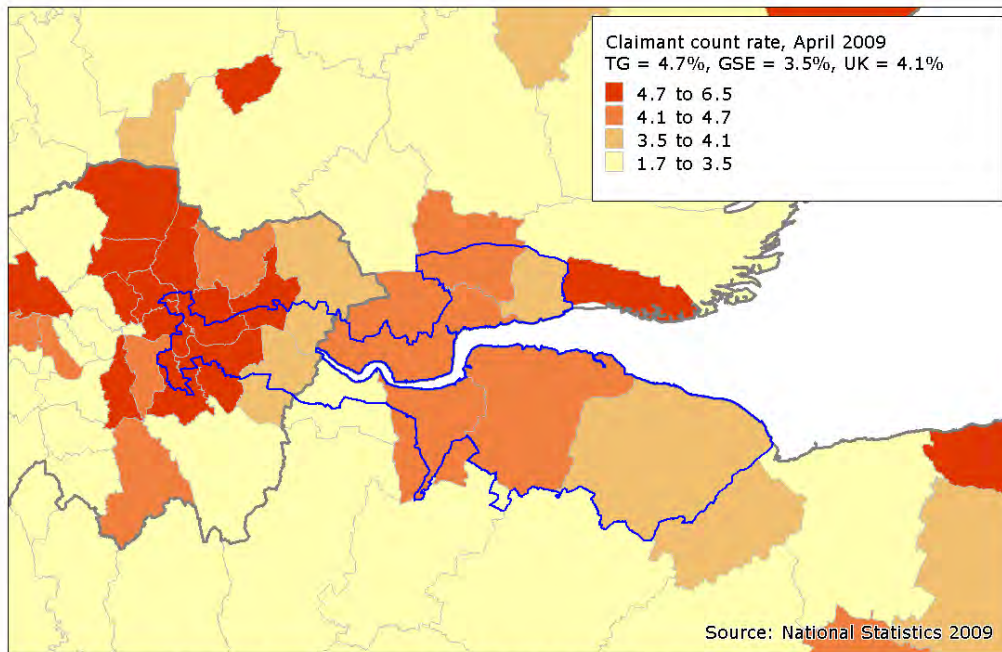 Claimant count rate, April 2009
TG = 4.7%, GSE = 3.5%, UK = 4.1%
4.7 to 6.5
4.1 to 4.7
3.5 to 4.1
1.7 to 3.5
Source: National Statistics 2009